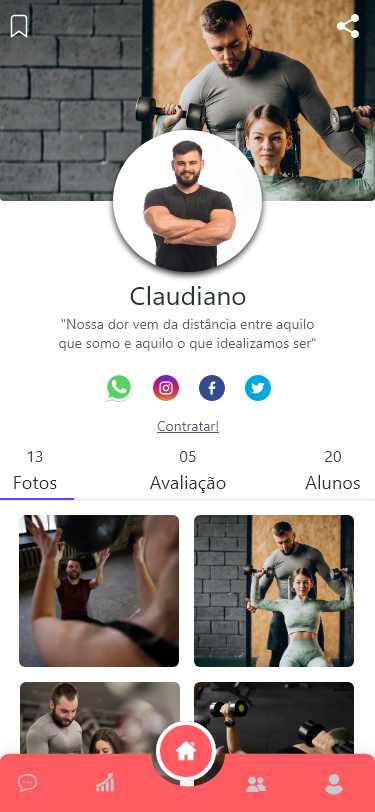 Claudiano
"Nossa dor vem da distância entre aquilo
que somo e aquilo o que idealizamos ser"
Contratar!
13 05 20
Fotos Avaliação Alunos